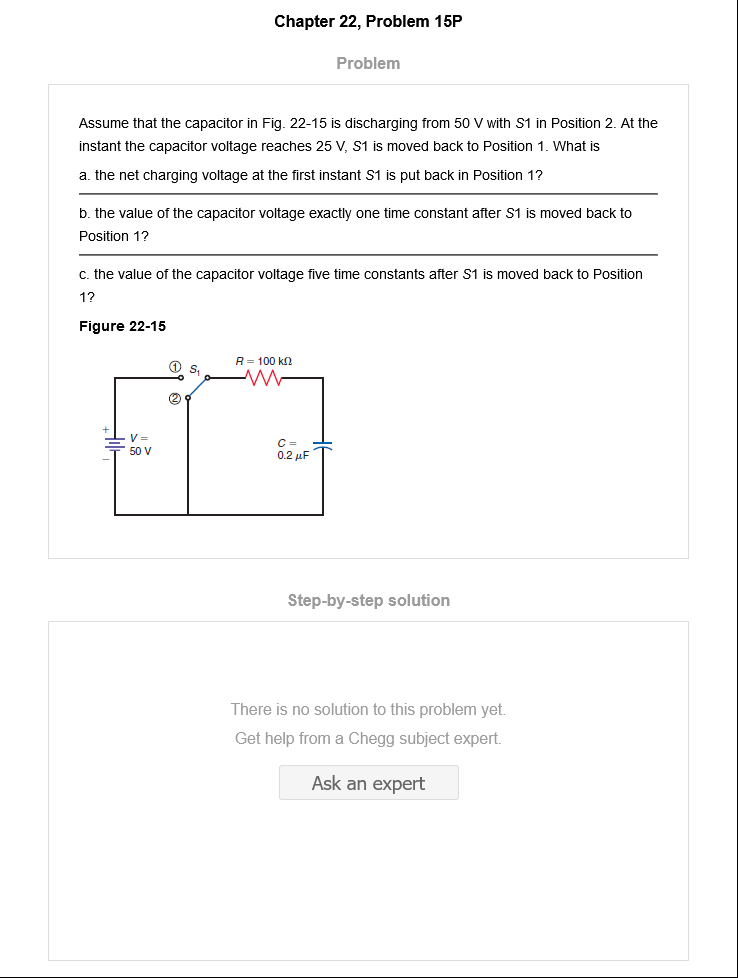 Chapter 22, Problem 15P
Problem
Assume that the capacitor in Fig. 22-15 is discharging from 50 V with S1 in Position 2. At the
instant the capacitor voltage reaches 25 V, S1 is moved back to Position 1. What is
a. the net charging voltage at the first instant S1 is put back in Position 1?
b. the value of the capacitor voltage exactly one time constant after S1 is moved back to
Position 1?
c. the value of the capacitor voltage five time constants after S1 is moved back to Position
1?
Figure 22-15
① S₁
R = 100 kΩ
②
+
V =
50 V
−
C =
0.2 μF
Step-by-step solution
There is no solution to this problem yet.
Get help from a Chegg subject expert.
Ask an expert